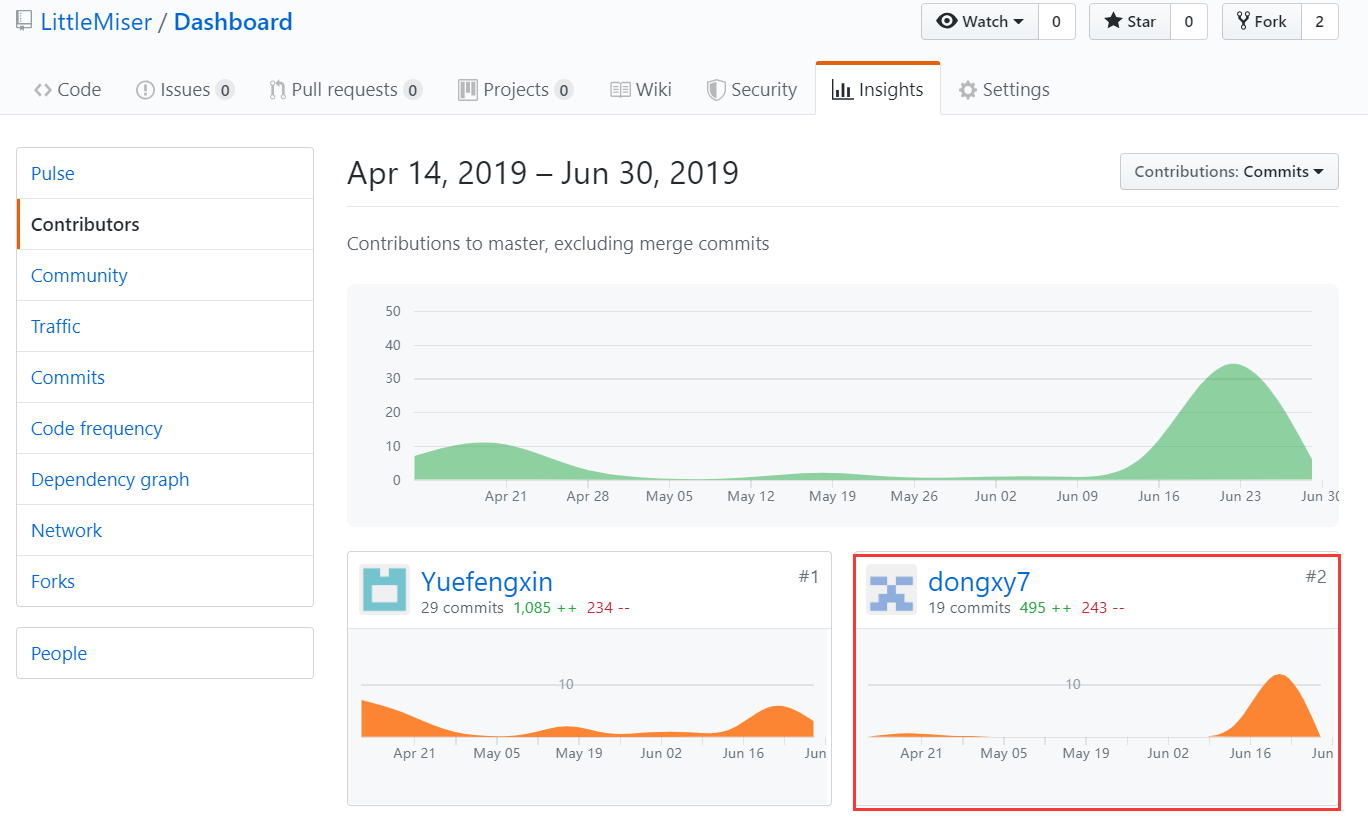 LittleMiser / Dashboard
Watch 0 Star 0 Fork 2
Code Issues 0 Pull requests 0 Projects 0 Wiki Security Insights Settings
Pulse
Contributors
Community
Traffic
Commits
Code frequency
Dependency graph
Network
Forks
People
Apr 14, 2019 – Jun 30, 2019
Contributions: Commits
Contributions to master, excluding merge commits
50
40
30
20
10
0
Apr 21 Apr 28 May 05 May 12 May 19 May 26 Jun 02 Jun 09 Jun 16 Jun 23 Jun 30
Yuefengxin #1
29 commits 1,085 ++ 234 --
10
Apr 21 May 05 May 19 Jun 02 Jun 16 Jun
dongxy7 #2
19 commits 495 ++ 243 --
10
Apr 21 May 05 May 19 Jun 02 Jun 16 Jun